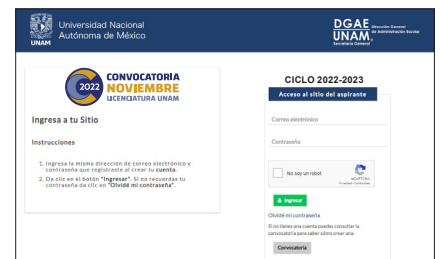 Universidad Nacional
Autónoma de México
UNAM
DGAE
UNAM
Dirección General
de Administración Escolar
Secretaría General
2022
CONVOCATORIA
NOVIEMBRE
LICENCIATURA UNAM
Ingresa a tu Sitio
Instrucciones
1. Ingresa la misma dirección de correo electrónico y
contraseña que registraste al crear tu cuenta.
2. Da clic en el botón "Ingresar". Si no recuerdas tu
contraseña da clic en "Olvidé mi contraseña".
CICLO 2022-2023
Acceso al sitio del aspirante
Correo electrónico
Contraseña
No soy un robot
reCAPTCHA
Privacidad - Condiciones
Ingresar
Olvidé mi contraseña
Si no tienes una cuenta puedes consultar la
convocatoria para saber cómo crear una.
Convocatoria